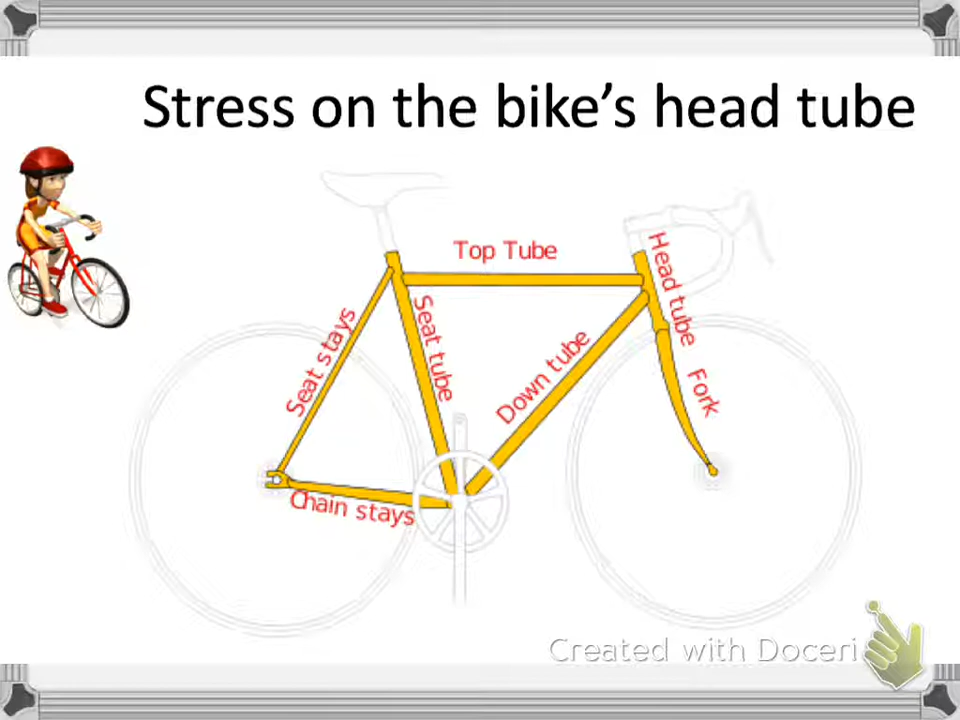 Stress on the bike's head tube
Top Tube
Head tube
Seat stays
Seat tube
Down tube
Fork
Chain stays
Created with Doceri